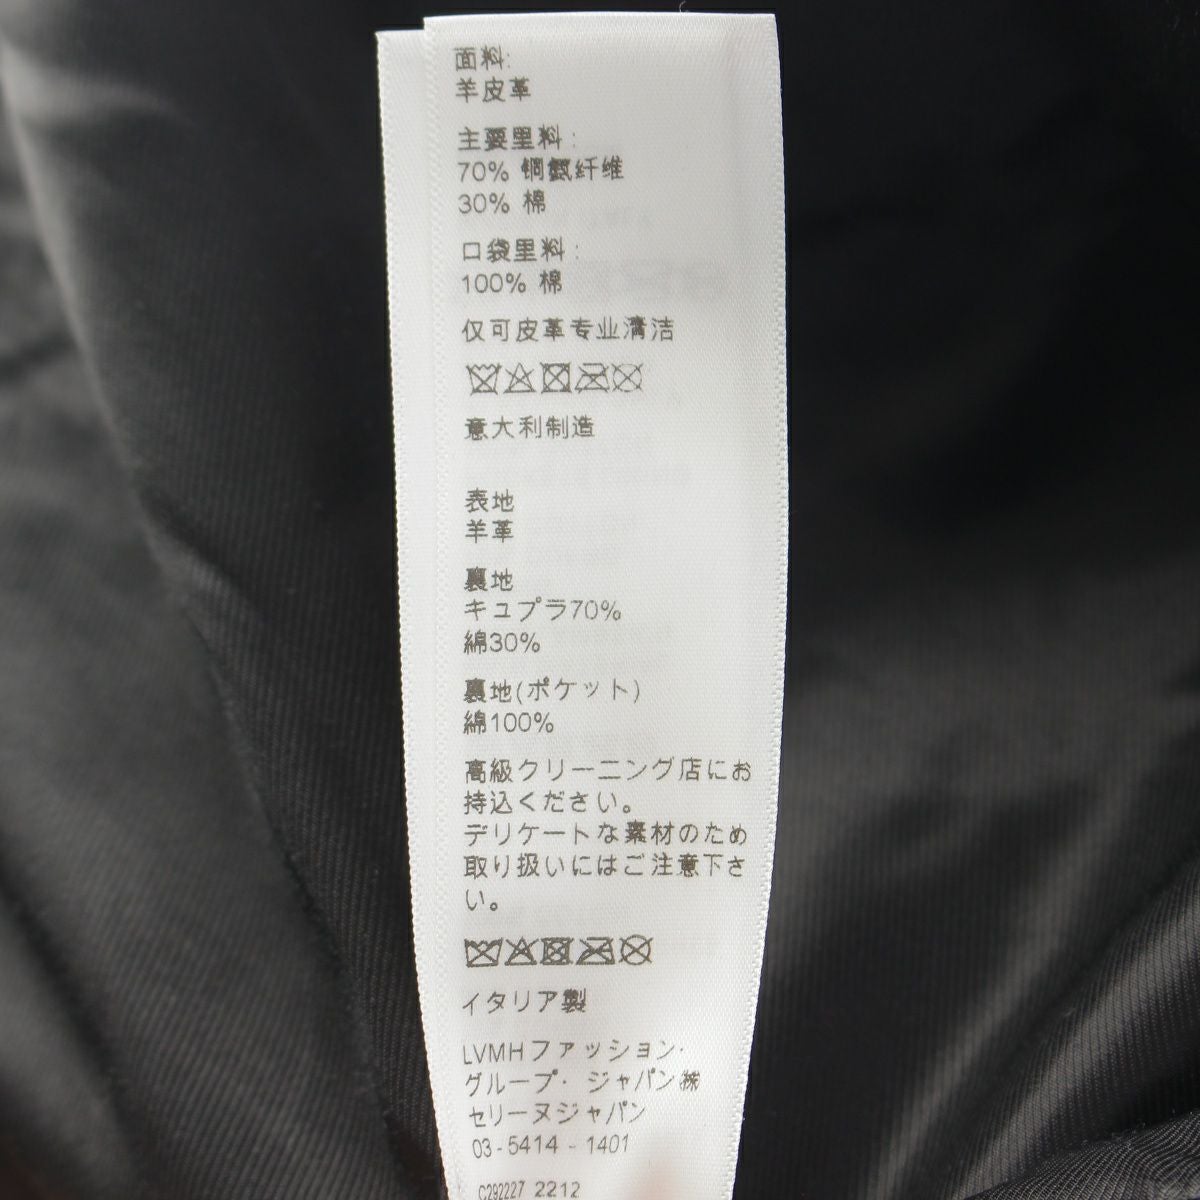 面料:
羊皮革
主要里料:
70% 铜氨纤维
30% 棉
口袋里料:
100% 棉
仅可皮革专业清洁
意大利制造
表地
羊革
裏地
キュプラ70%
綿30%
裏地(ポケット)
綿100%
高級クリーニング店にお
持込ください。
デリケートな素材のため
取り扱いにはご注意下さ
い。
イタリア製
LVMHファッション・
グループ・ジャパン㈱
セリーヌジャパン
03-5414-1401
C292227 2212